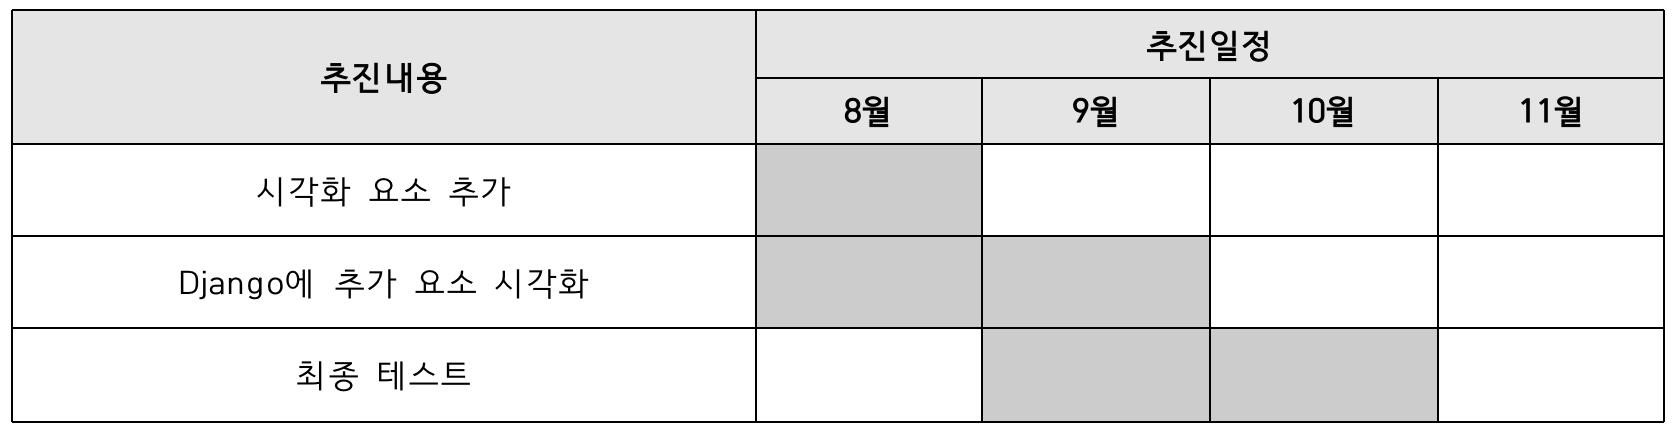 추진내용
추진일정
8월 9월 10월 11월
시각화 요소 추가
Django에 추가 요소 시각화
최종 테스트